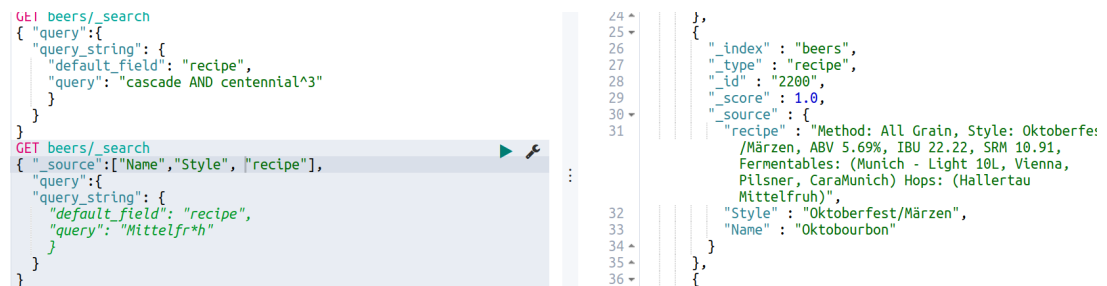 GET beers/_search
{ "query":{
"query_string": {
"default_field": "recipe",
"query": "cascade AND centennial^3"
}
}
}
GET beers/_search
{ "_source":["Name","Style", "recipe"],
"query":{
"query_string": {
"default_field": "recipe",
"query": "Mittelfr*h"
}
}
}
24 },
25 {
26 "_index" : "beers",
27 "_type" : "recipe",
28 "_id" : "2200",
29 "_score" : 1.0,
30 "_source" : {
31 "recipe" : "Method: All Grain, Style: Oktoberfes
/Märzen, ABV 5.69%, IBU 22.22, SRM 10.91,
Fermentables: (Munich - Light 10L, Vienna,
Pilsner, CaraMunich) Hops: (Hallertau
Mittelfruh)",
32 "Style" : "Oktoberfest/Märzen",
33 "Name" : "Oktobourbon"
34 }
35 },
36 {